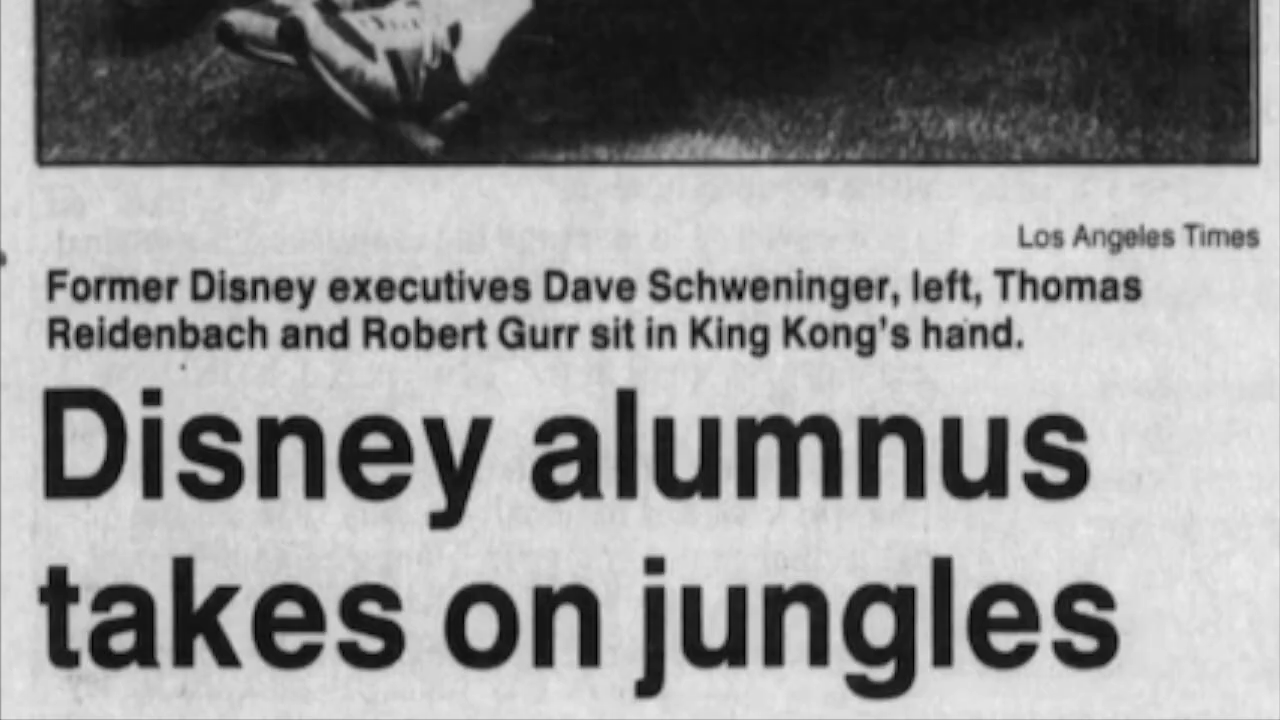 Los Angeles Times
Former Disney executives Dave Schweninger, left, Thomas
Reidenbach and Robert Gurr sit in King Kong's hand.
Disney alumnus
takes on jungles